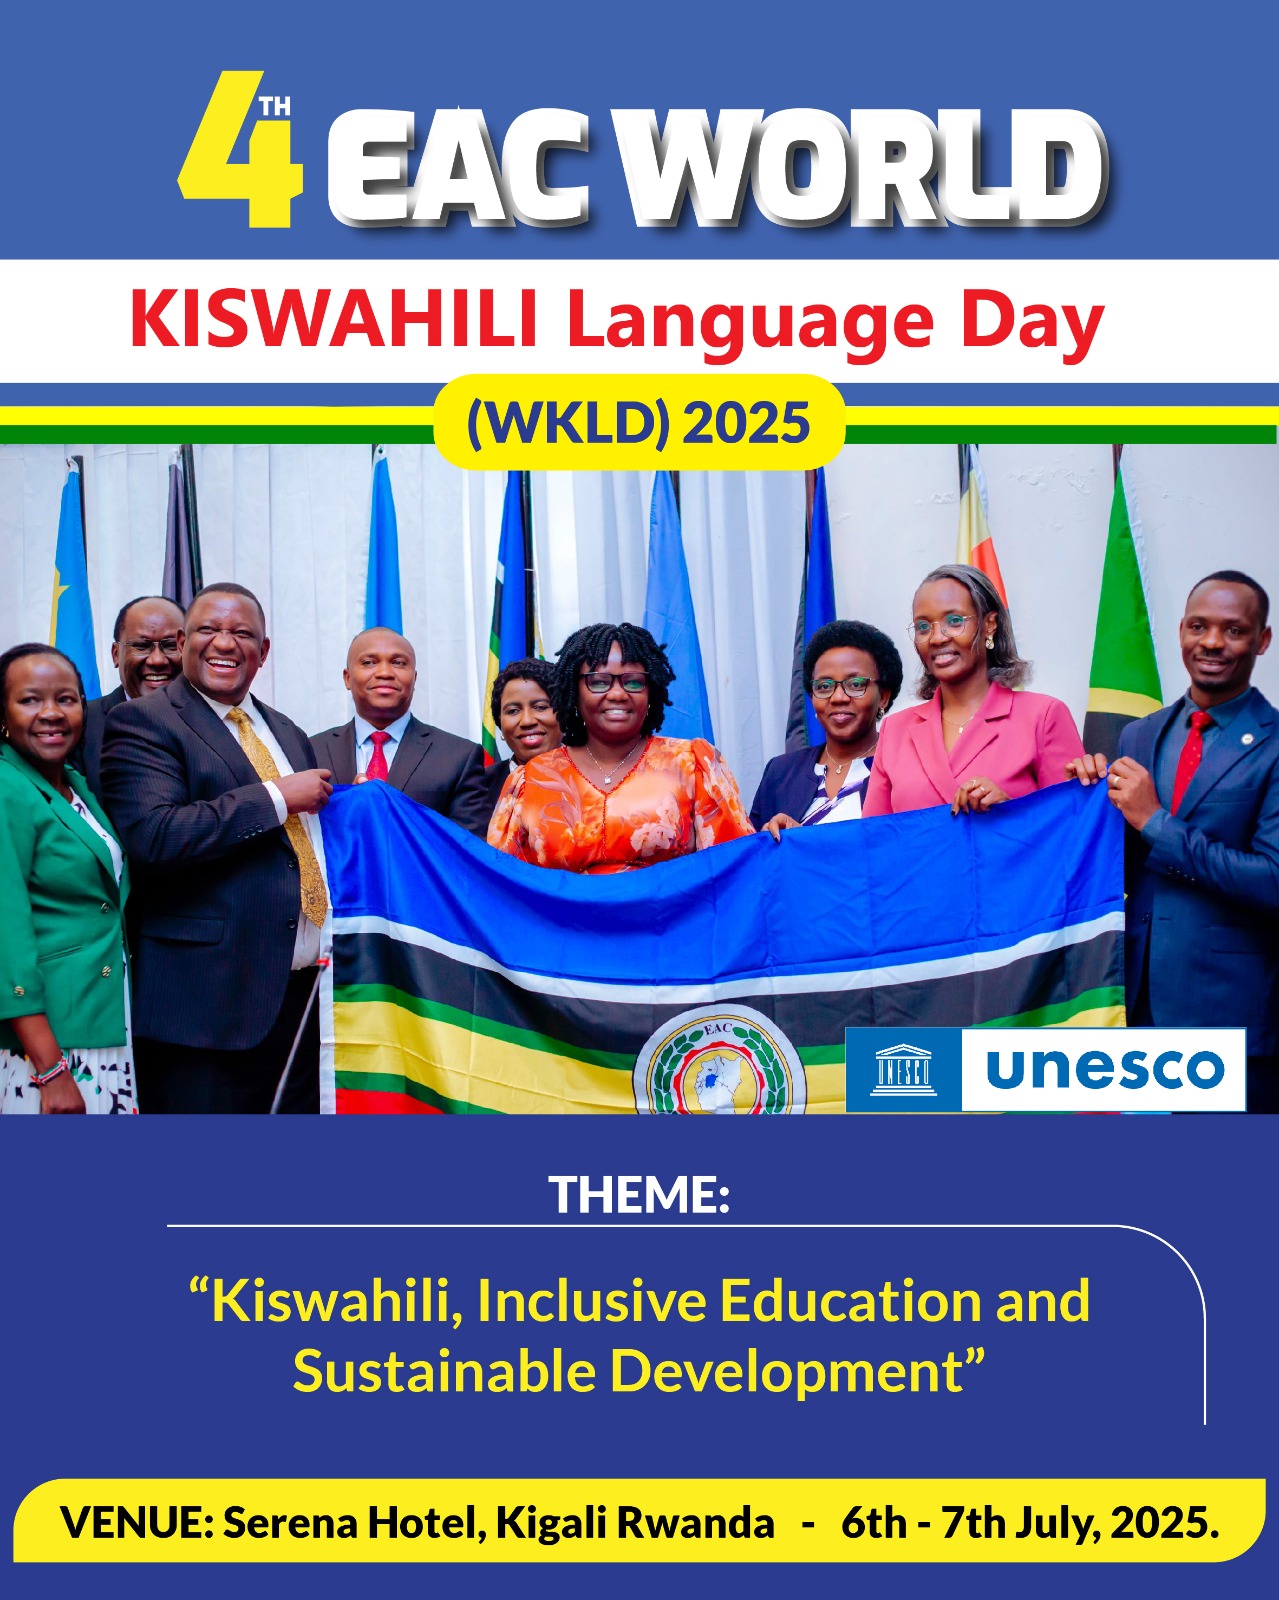 4TH EAC WORLD
KISWAHILI Language Day
(WKLD) 2025
EAC
UNESCO
unesco
THEME:
“Kiswahili, Inclusive Education and
Sustainable Development”
VENUE: Serena Hotel, Kigali Rwanda - 6th - 7th July, 2025.